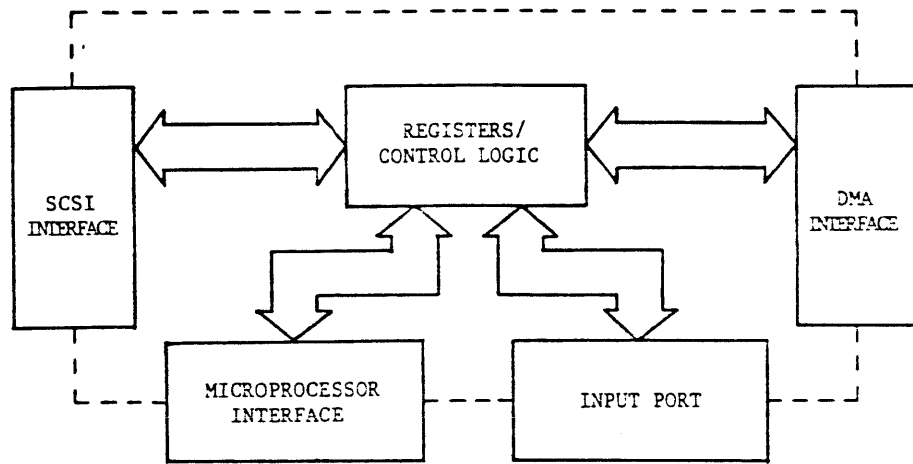 REGISTERS/
CONTROL LOGIC
SCSI
INTERFACE
DMA
INTERFACE
MICROPROCESSOR
INTERFACE
INPUT PORT